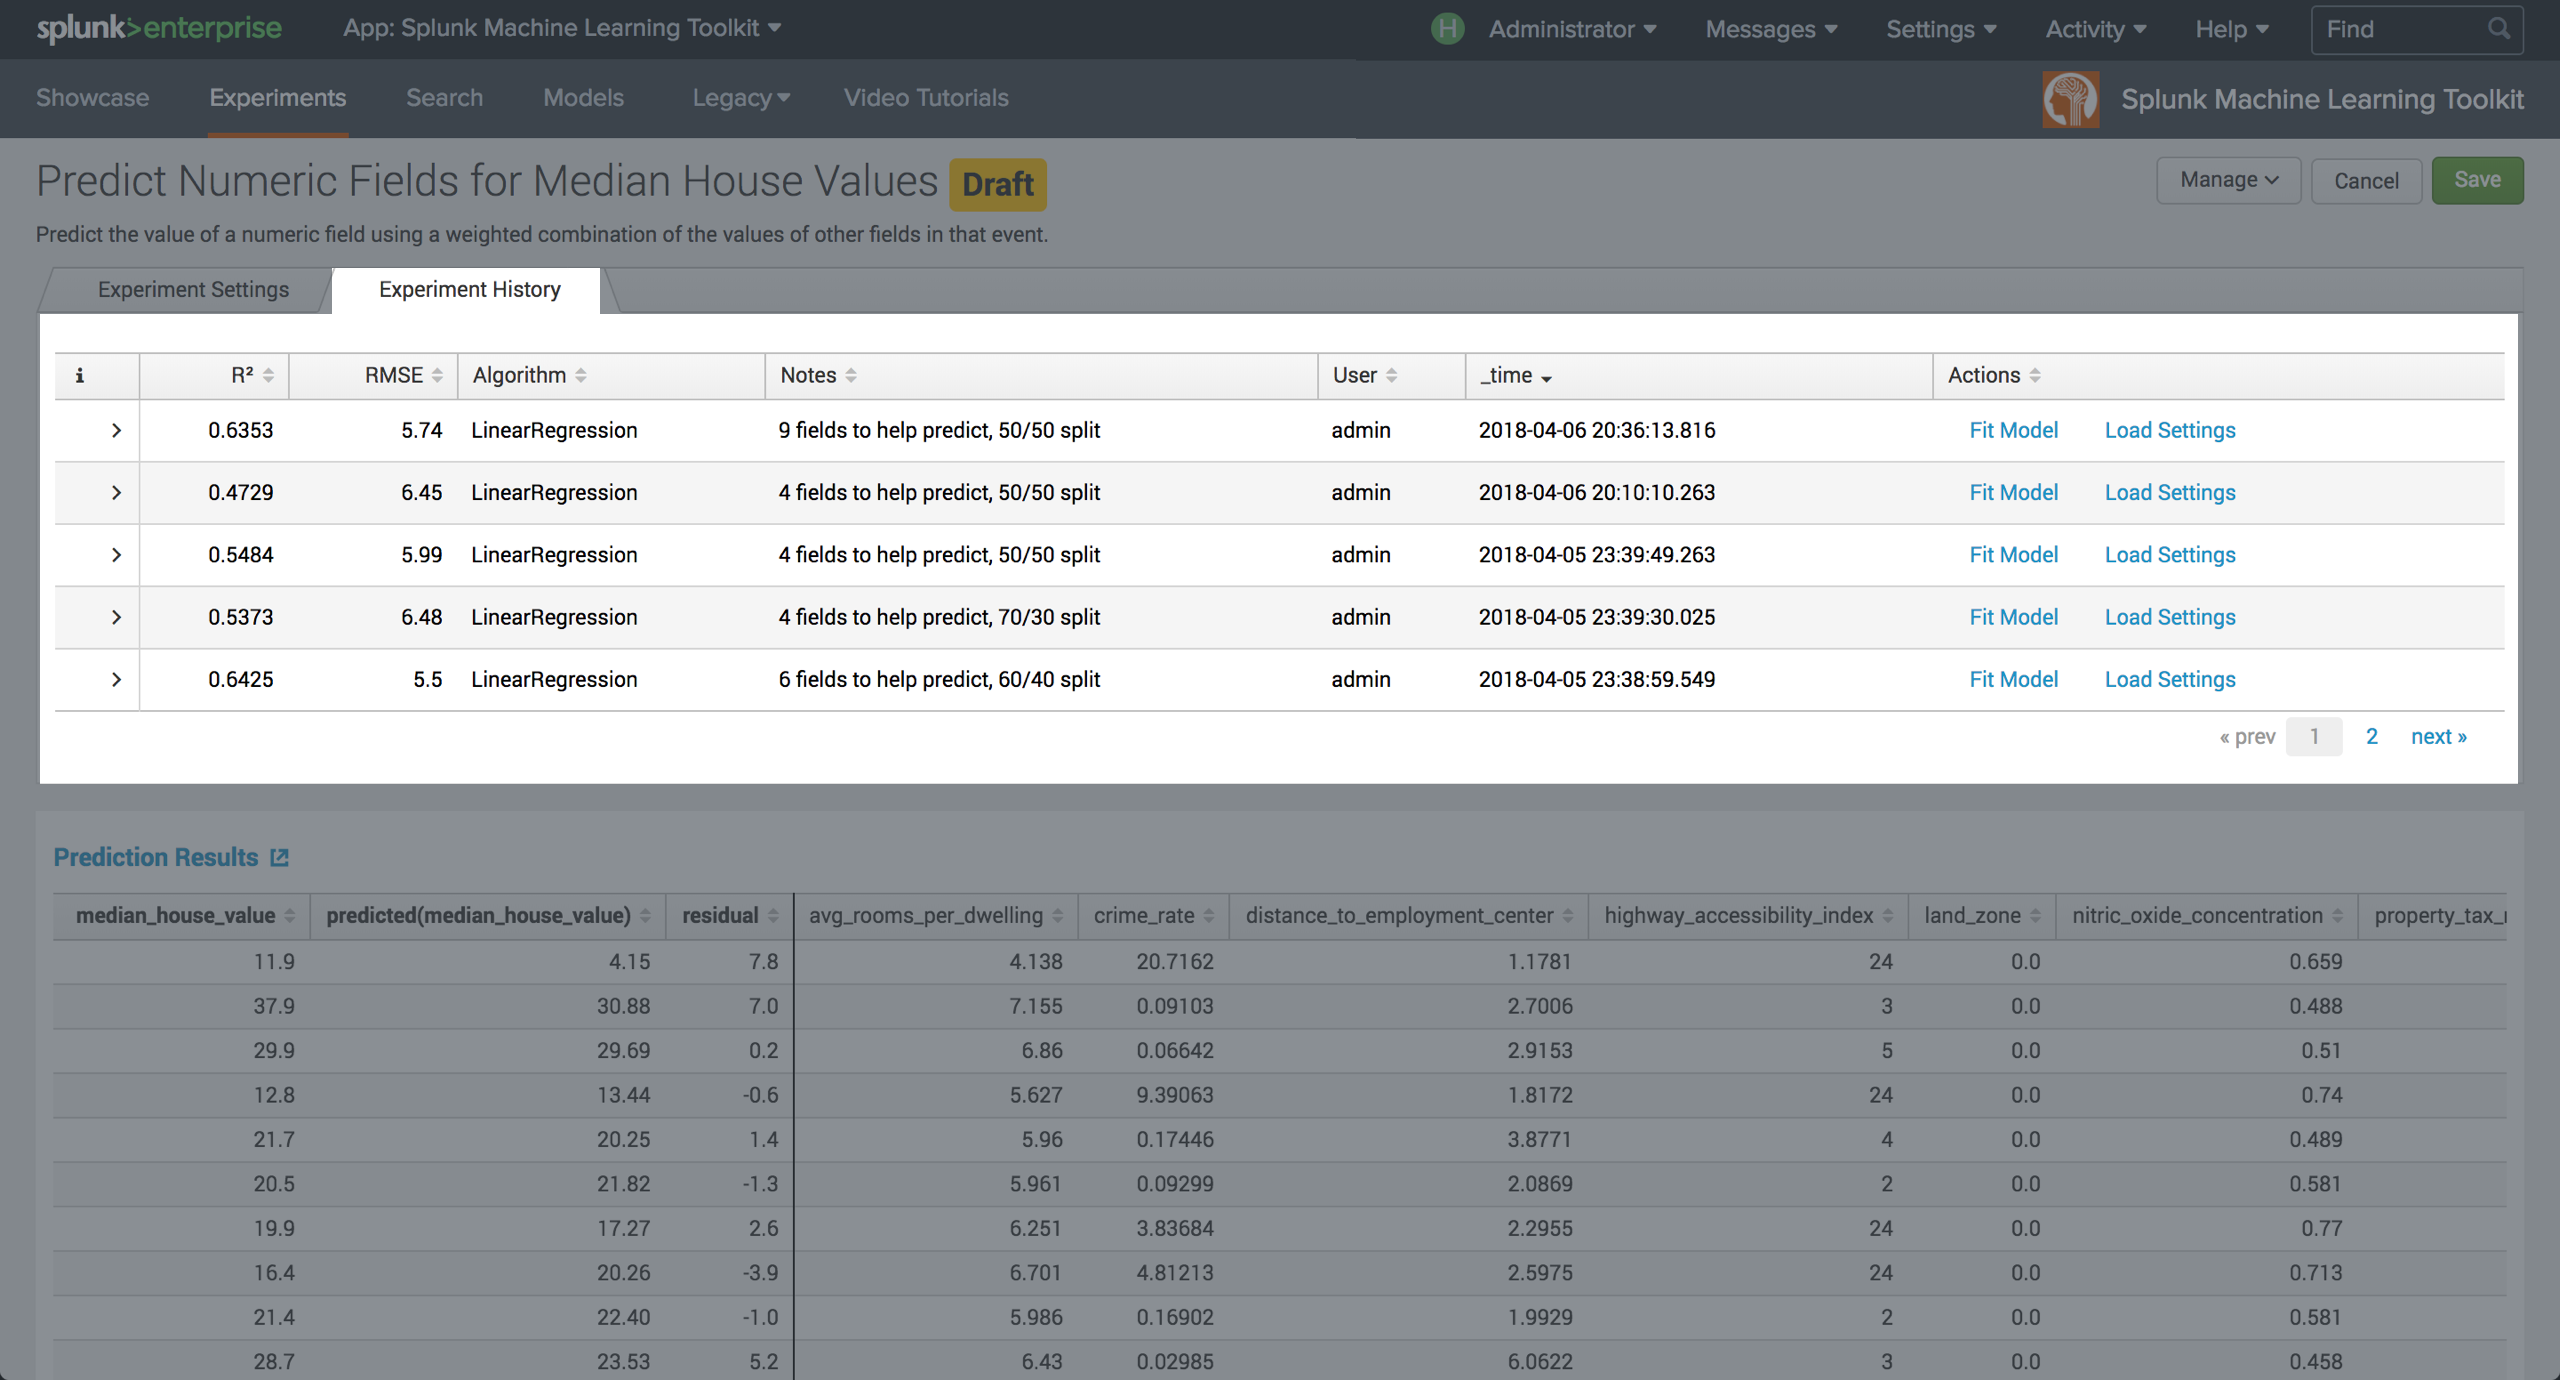 splunk>enterprise App: Splunk Machine Learning Toolkit H Administrator Messages Settings Activity Help Find
Showcase Experiments Search Models Legacy Video Tutorials Splunk Machine Learning Toolkit
Predict Numeric Fields for Median House Values Draft Manage Cancel Save
Predict the value of a numeric field using a weighted combination of the values of other fields in that event.
Experiment Settings Experiment History
i R² RMSE Algorithm Notes User _time Actions
> 0.6353 5.74 LinearRegression 9 fields to help predict, 50/50 split admin 2018-04-06 20:36:13.816 Fit Model Load Settings
> 0.4729 6.45 LinearRegression 4 fields to help predict, 50/50 split admin 2018-04-06 20:10:10.263 Fit Model Load Settings
> 0.5484 5.99 LinearRegression 4 fields to help predict, 50/50 split admin 2018-04-05 23:39:49.263 Fit Model Load Settings
> 0.5373 6.48 LinearRegression 4 fields to help predict, 70/30 split admin 2018-04-05 23:39:30.025 Fit Model Load Settings
> 0.6425 5.5 LinearRegression 6 fields to help predict, 60/40 split admin 2018-04-05 23:38:59.549 Fit Model Load Settings
« prev 1 2 next »
Prediction Results
median_house_value predicted(median_house_value) residual avg_rooms_per_dwelling crime_rate distance_to_employment_center highway_accessibility_index land_zone nitric_oxide_concentration property_tax_
11.9 4.15 7.8 4.138 20.7162 1.1781 24 0.0 0.659
37.9 30.88 7.0 7.155 0.09103 2.7006 3 0.0 0.488
29.9 29.69 0.2 6.86 0.06642 2.9153 5 0.0 0.51
12.8 13.44 -0.6 5.627 9.39063 1.8172 24 0.0 0.74
21.7 20.25 1.4 5.96 0.17446 3.8771 4 0.0 0.489
20.5 21.82 -1.3 5.961 0.09299 2.0869 2 0.0 0.581
19.9 17.27 2.6 6.251 3.83684 2.2955 24 0.0 0.77
16.4 20.26 -3.9 6.701 4.81213 2.5975 24 0.0 0.713
21.4 22.40 -1.0 5.986 0.16902 1.9929 2 0.0 0.581
28.7 23.53 5.2 6.43 0.02985 6.0622 3 0.0 0.458